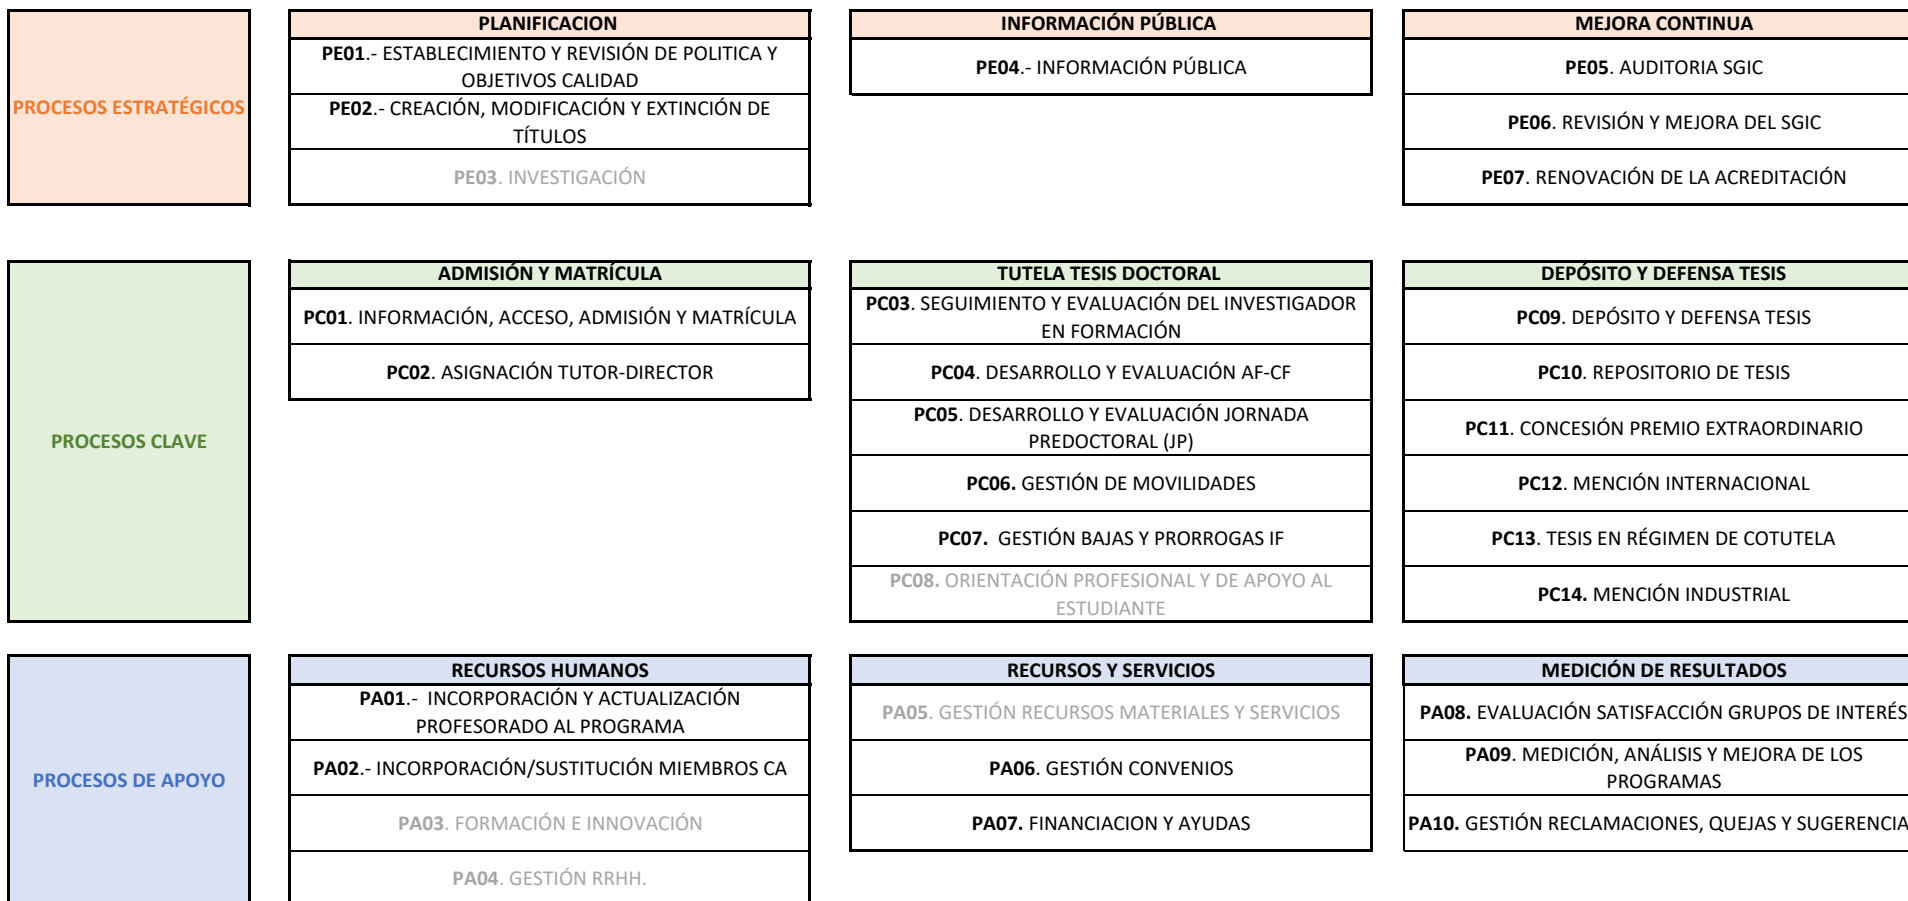 PROCESOS ESTRATÉGICOS
PLANIFICACION
PE01.- ESTABLECIMIENTO Y REVISIÓN DE POLITICA Y
OBJETIVOS CALIDAD
PE02.- CREACIÓN, MODIFICACIÓN Y EXTINCIÓN DE
TÍTULOS
PE03. INVESTIGACIÓN
INFORMACIÓN PÚBLICA
PE04.- INFORMACIÓN PÚBLICA
MEJORA CONTINUA
PE05. AUDITORIA SGIC
PE06. REVISIÓN Y MEJORA DEL SGIC
PE07. RENOVACIÓN DE LA ACREDITACIÓN
PROCESOS CLAVE
ADMISIÓN Y MATRÍCULA
PC01. INFORMACIÓN, ACCESO, ADMISIÓN Y MATRÍCULA
PC02. ASIGNACIÓN TUTOR-DIRECTOR
TUTELA TESIS DOCTORAL
PC03. SEGUIMIENTO Y EVALUACIÓN DEL INVESTIGADOR
EN FORMACIÓN
PC04. DESARROLLO Y EVALUACIÓN AF-CF
PC05. DESARROLLO Y EVALUACIÓN JORNADA
PREDOCTORAL (JP)
PC06. GESTIÓN DE MOVILIDADES
PC07. GESTIÓN BAJAS Y PRORROGAS IF
PC08. ORIENTACIÓN PROFESIONAL Y DE APOYO AL
ESTUDIANTE
DEPÓSITO Y DEFENSA TESIS
PC09. DEPÓSITO Y DEFENSA TESIS
PC10. REPOSITORIO DE TESIS
PC11. CONCESIÓN PREMIO EXTRAORDINARIO
PC12. MENCIÓN INTERNACIONAL
PC13. TESIS EN RÉGIMEN DE COTUTELA
PC14. MENCIÓN INDUSTRIAL
PROCESOS DE APOYO
RECURSOS HUMANOS
PA01.- INCORPORACIÓN Y ACTUALIZACIÓN
PROFESORADO AL PROGRAMA
PA02.- INCORPORACIÓN/SUSTITUCIÓN MIEMBROS CA
PA03. FORMACIÓN E INNOVACIÓN
PA04. GESTIÓN RRHH.
RECURSOS Y SERVICIOS
PA05. GESTIÓN RECURSOS MATERIALES Y SERVICIOS
PA06. GESTIÓN CONVENIOS
PA07. FINANCIACION Y AYUDAS
MEDICIÓN DE RESULTADOS
PA08. EVALUACIÓN SATISFACCIÓN GRUPOS DE INTERÉS
PA09. MEDICIÓN, ANÁLISIS Y MEJORA DE LOS
PROGRAMAS
PA10. GESTIÓN RECLAMACIONES, QUEJAS Y SUGERENCIA